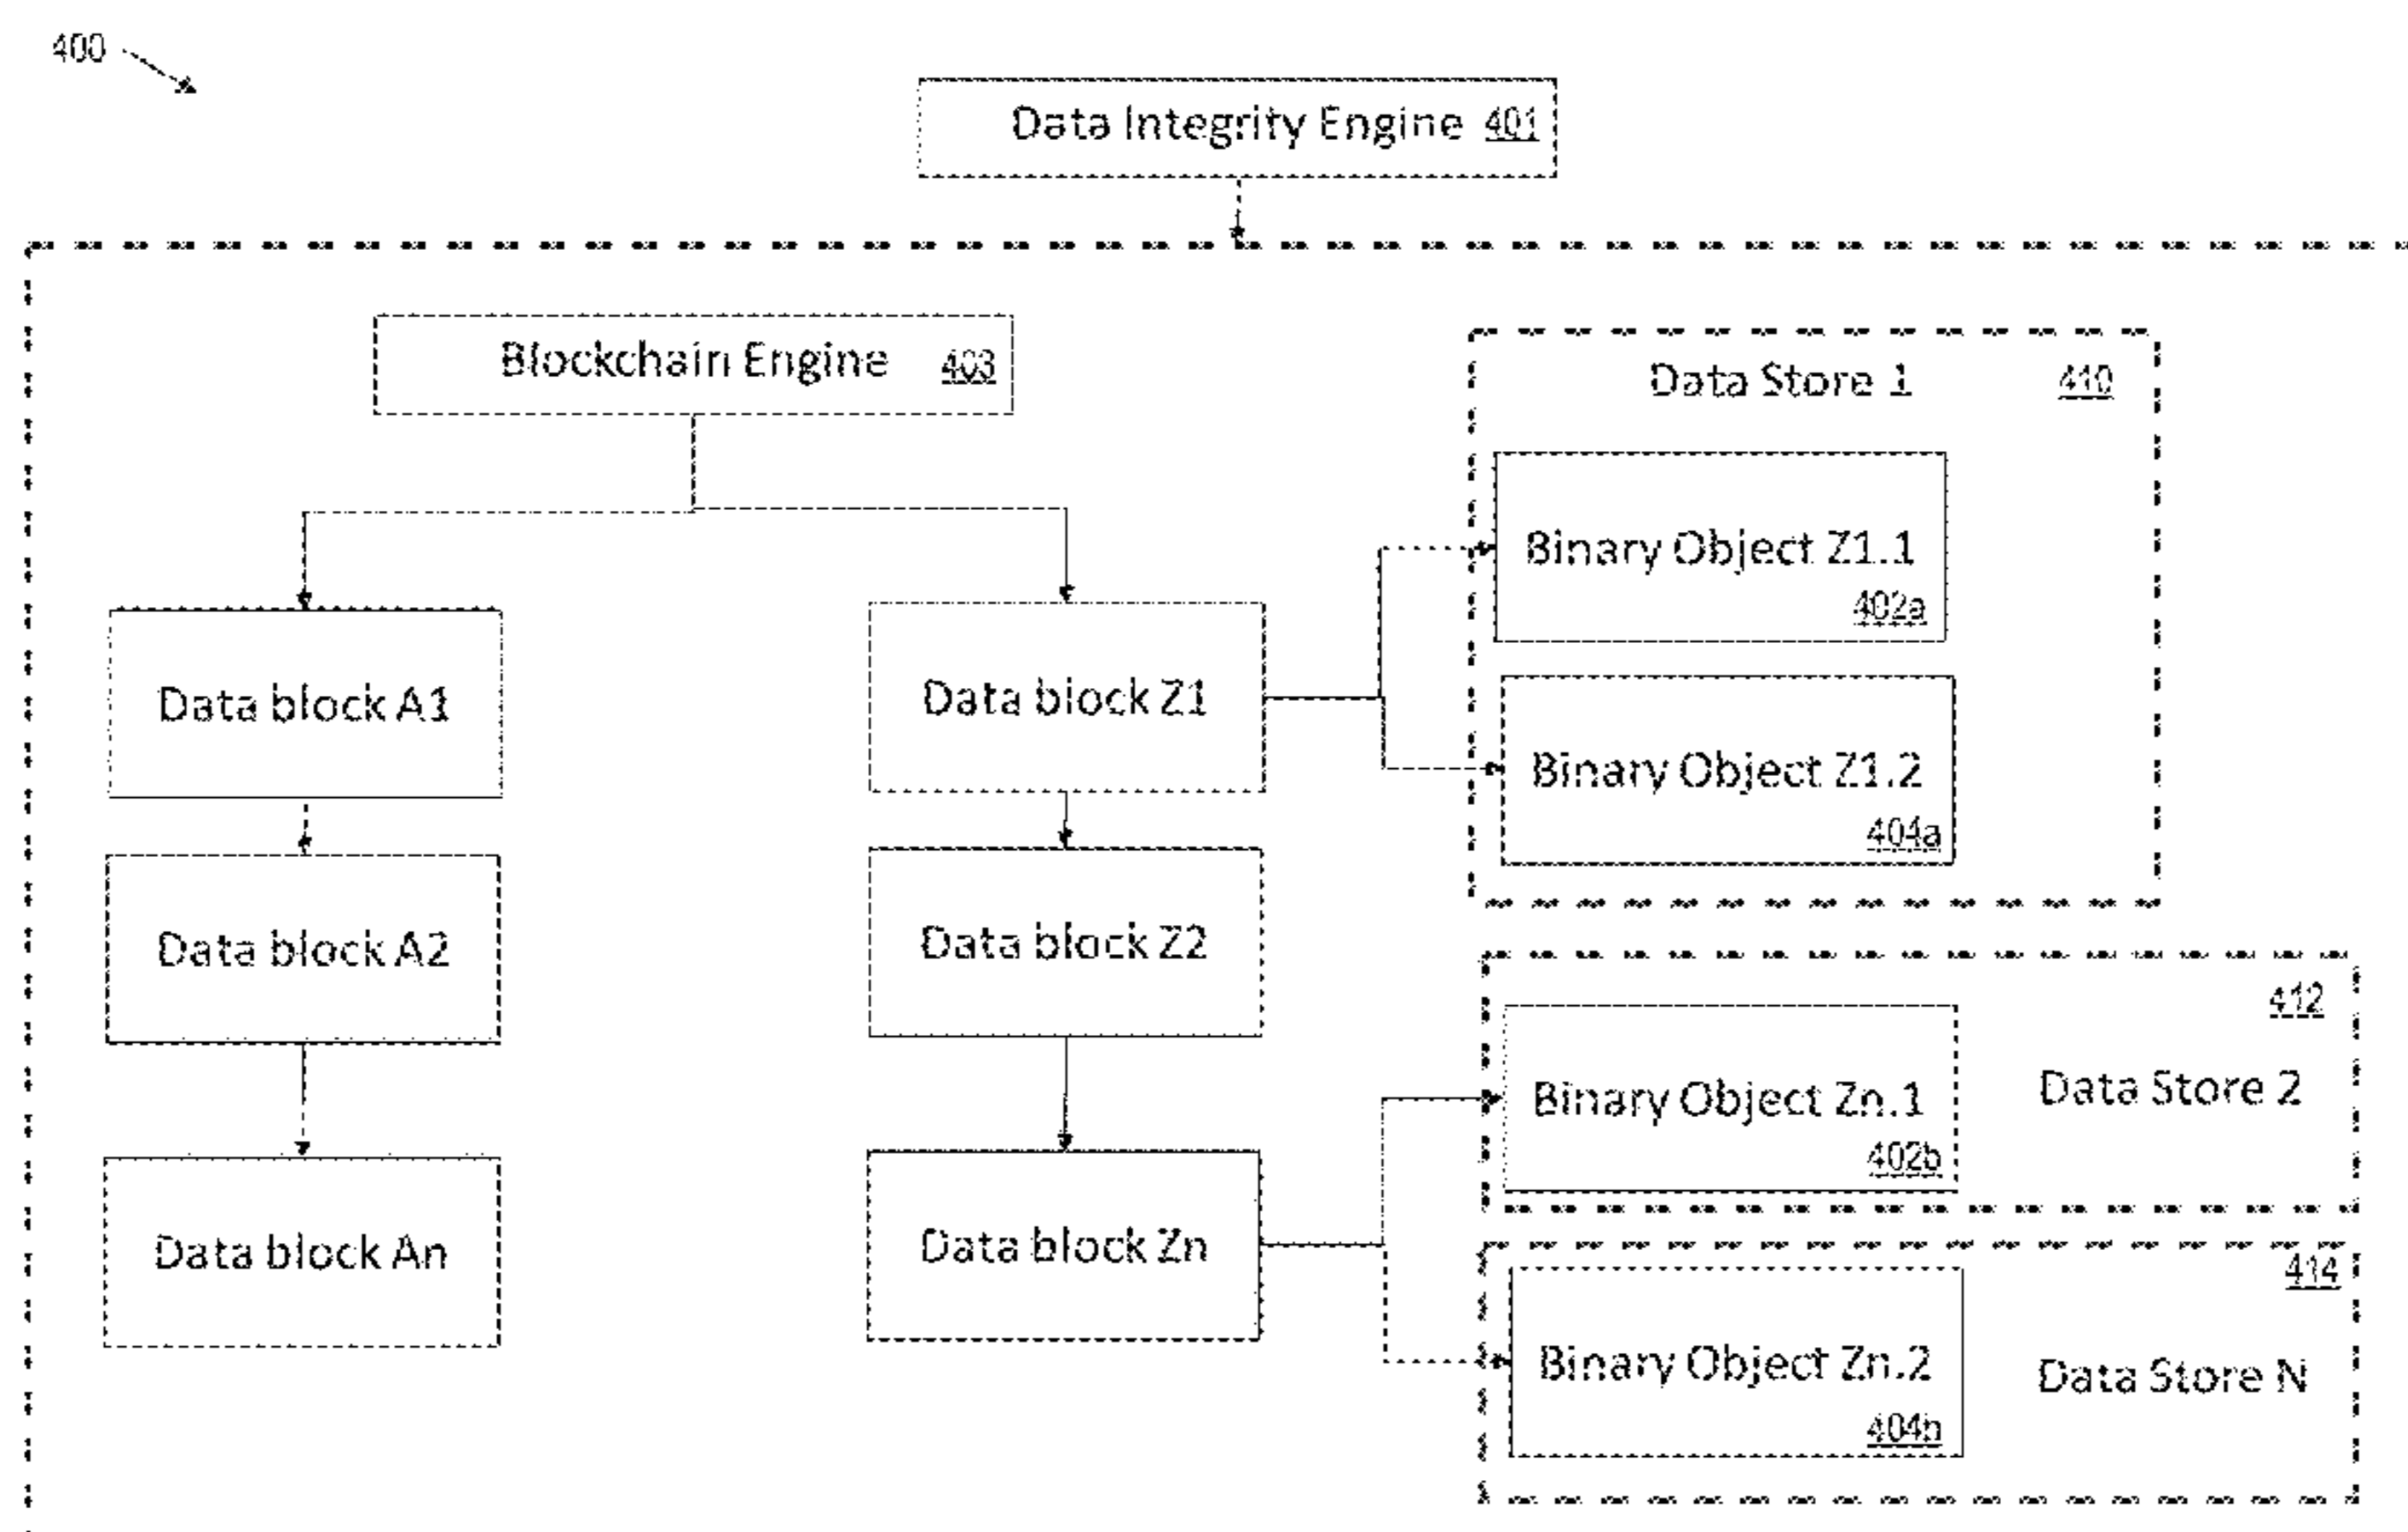 400
Data Integrity Engine 401
Blockchain Engine 403
Data Store 1 410
Binary Object Z1.1
402a
Data block A1
Data block Z1
Binary Object Z1.2
404a
Data block A2
Data block Z2
412
Binary Object Zn.1
Data Store 2
402b
Data block An
Data block Zn
414
Binary Object Zn.2
Data Store N
404b